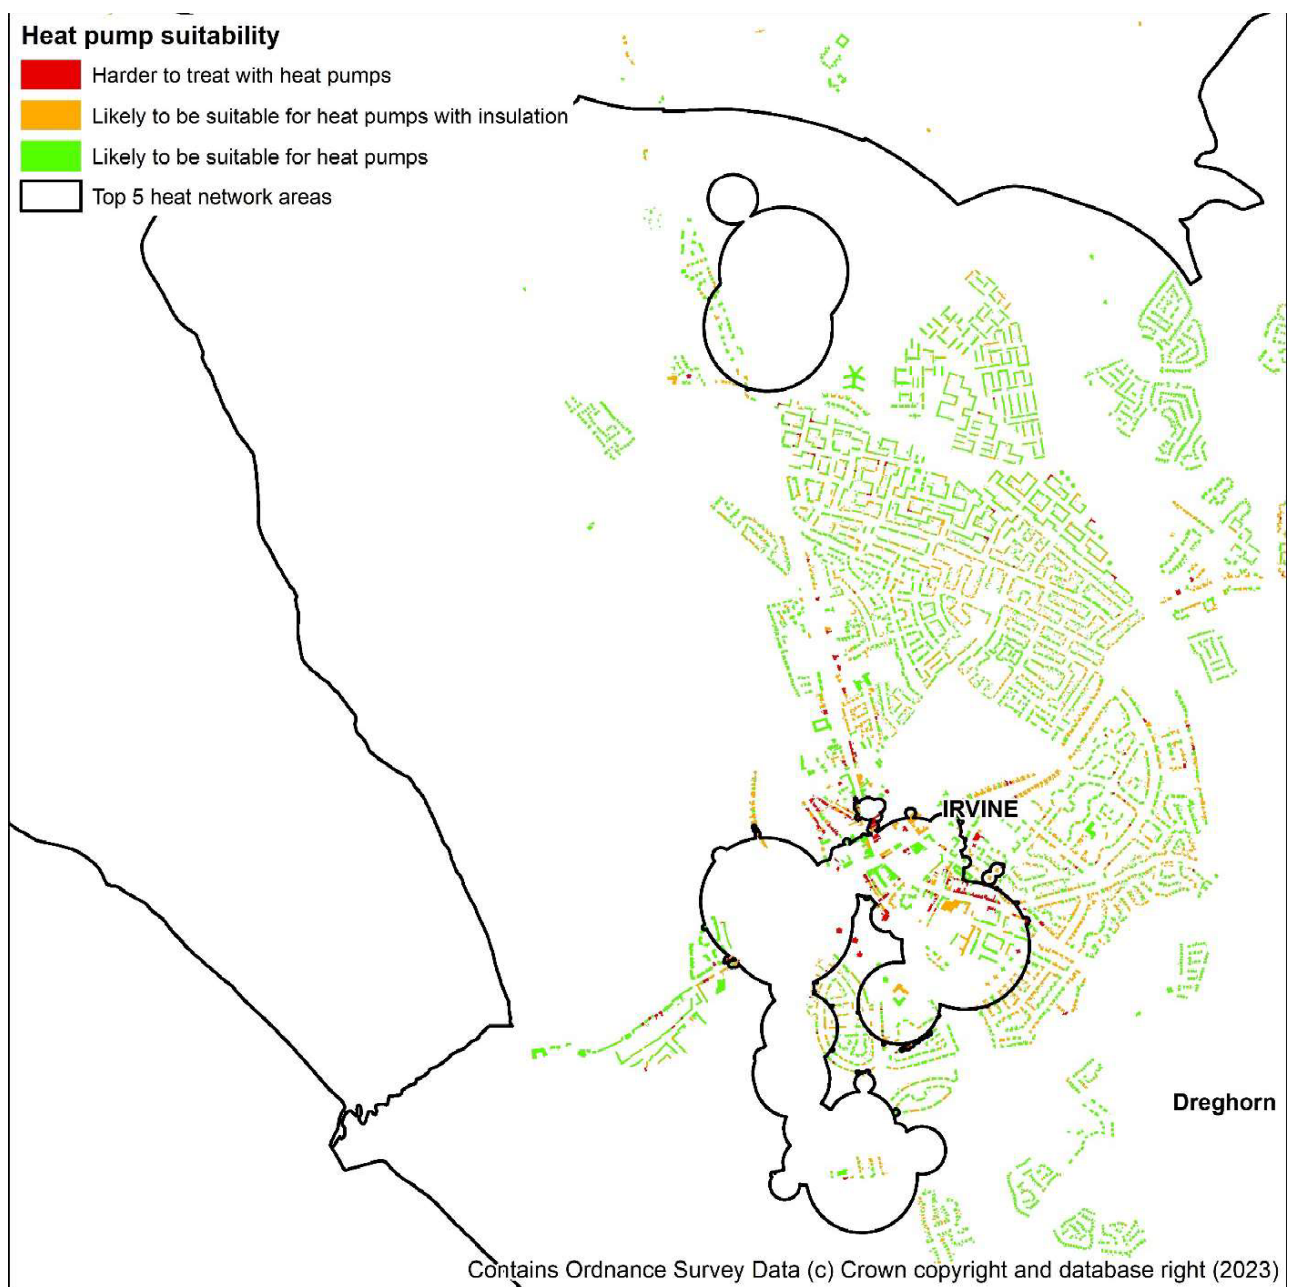 Heat pump suitability
Harder to treat with heat pumps
Likely to be suitable for heat pumps with insulation
Likely to be suitable for heat pumps
Top 5 heat network areas
IRVINE
Dreghorn
Contains Ordnance Survey Data (c) Crown copyright and database right (2023)